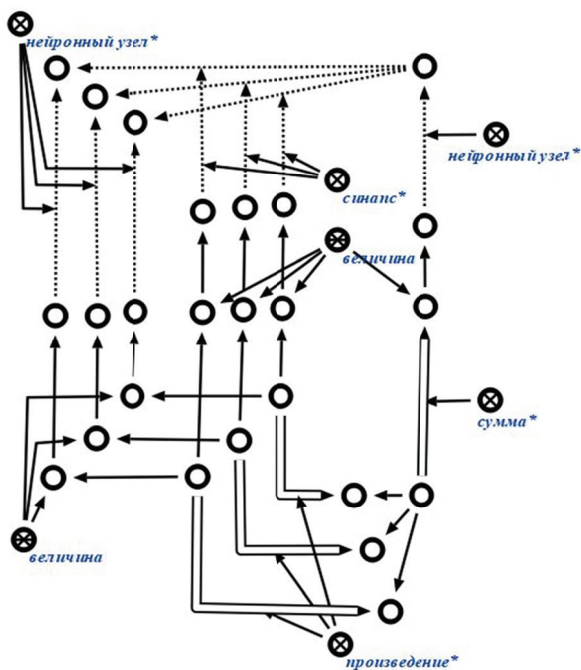 нейронный узел*
нейронный узел*
синапс*
величина
сумма*
величина
произведение*